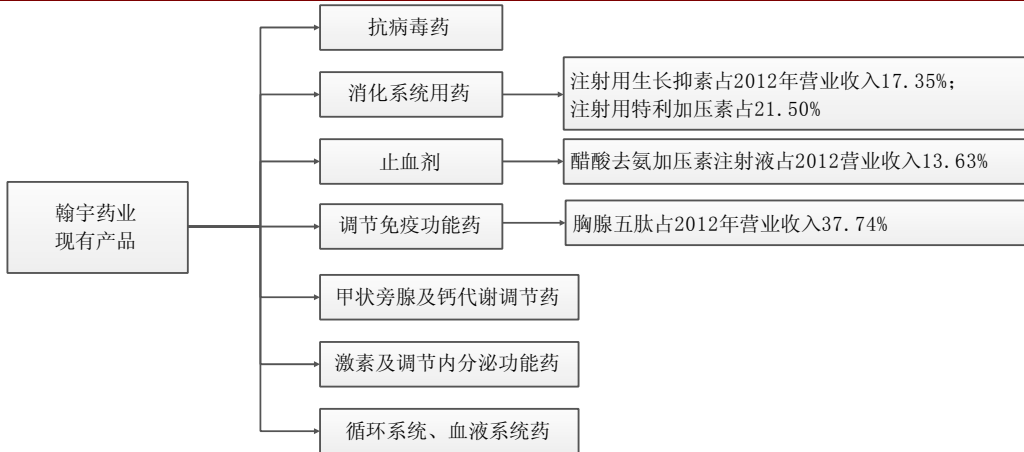 抗病毒药
消化系统用药
注射用生长抑素占2012年营业收入17.35%;
注射用特利加压素占21.50%
止血剂
醋酸去氨加压素注射液占2012营业收入13.63%
翰宇药业
现有产品
调节免疫功能药
胸腺五肽占2012年营业收入37.74%
甲状旁腺及钙代谢调节药
激素及调节内分泌功能药
循环系统、血液系统药